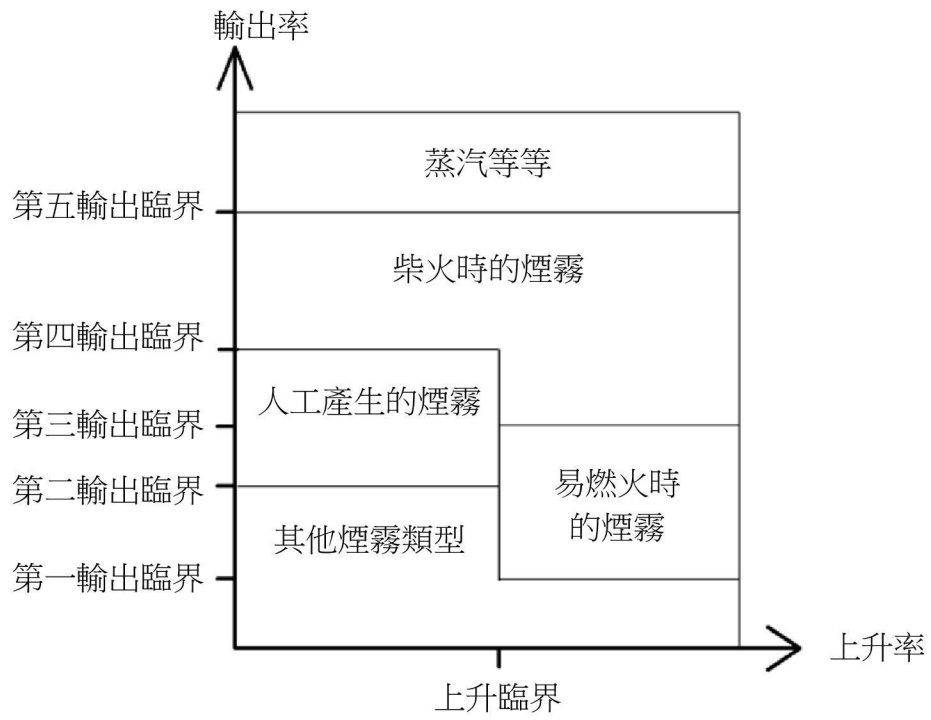 輸出率
蒸汽等等
第五輸出臨界
柴火時的煙霧
第四輸出臨界
人工產生的煙霧
第三輸出臨界
第二輸出臨界
易燃火時
的煙霧
其他煙霧類型
第一輸出臨界
上升率
上升臨界